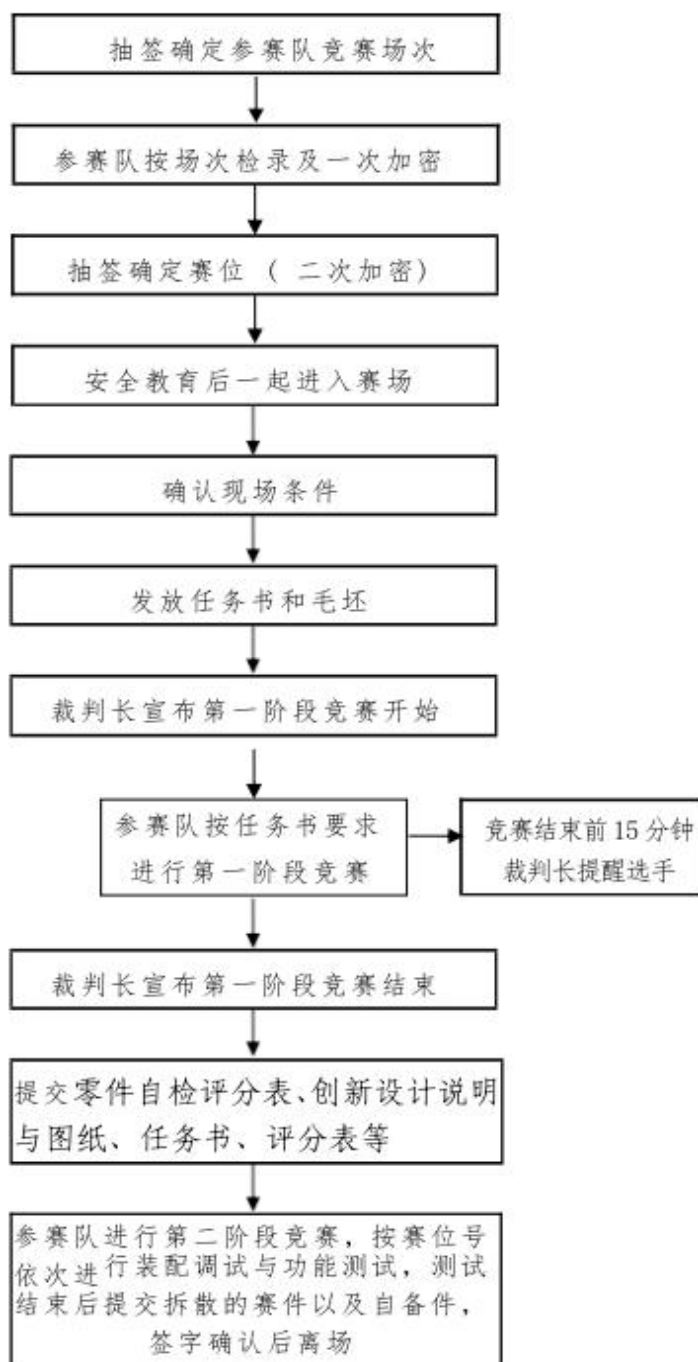 抽签确定参赛队竞赛场次
参赛队按场次检录及一次加密
抽签确定赛位 ( 二次加密)
安全教育后一起进入赛场
确认现场条件
发放任务书和毛坯
裁判长宣布第一阶段竞赛开始
参赛队按任务书要求
进行第一阶段竞赛
竞赛结束前 15 分钟
裁判长提醒选手
裁判长宣布第一阶段竞赛结束
提交零件自检评分表、创新设计说明
与图纸、任务书、评分表等
参赛队进行第二阶段竞赛，按赛位号
依次进行装配调试与功能测试，测试
结束后提交拆散的赛件以及自备件，
签字确认后离场